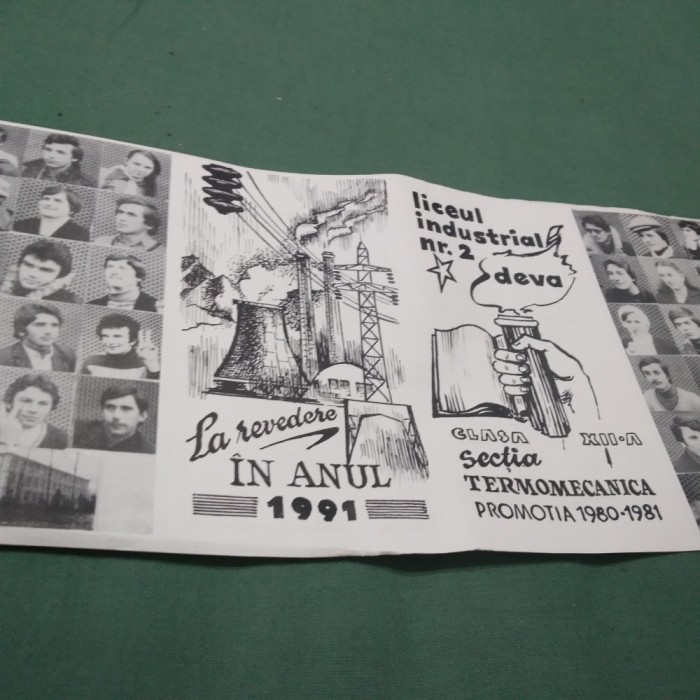 La revedere
ÎN ANUL
1991
liceul
industrial
nr. 2
deva
CLASA XII-A
Secția
TERMOMECANICA
PROMOTIA 1980-1981